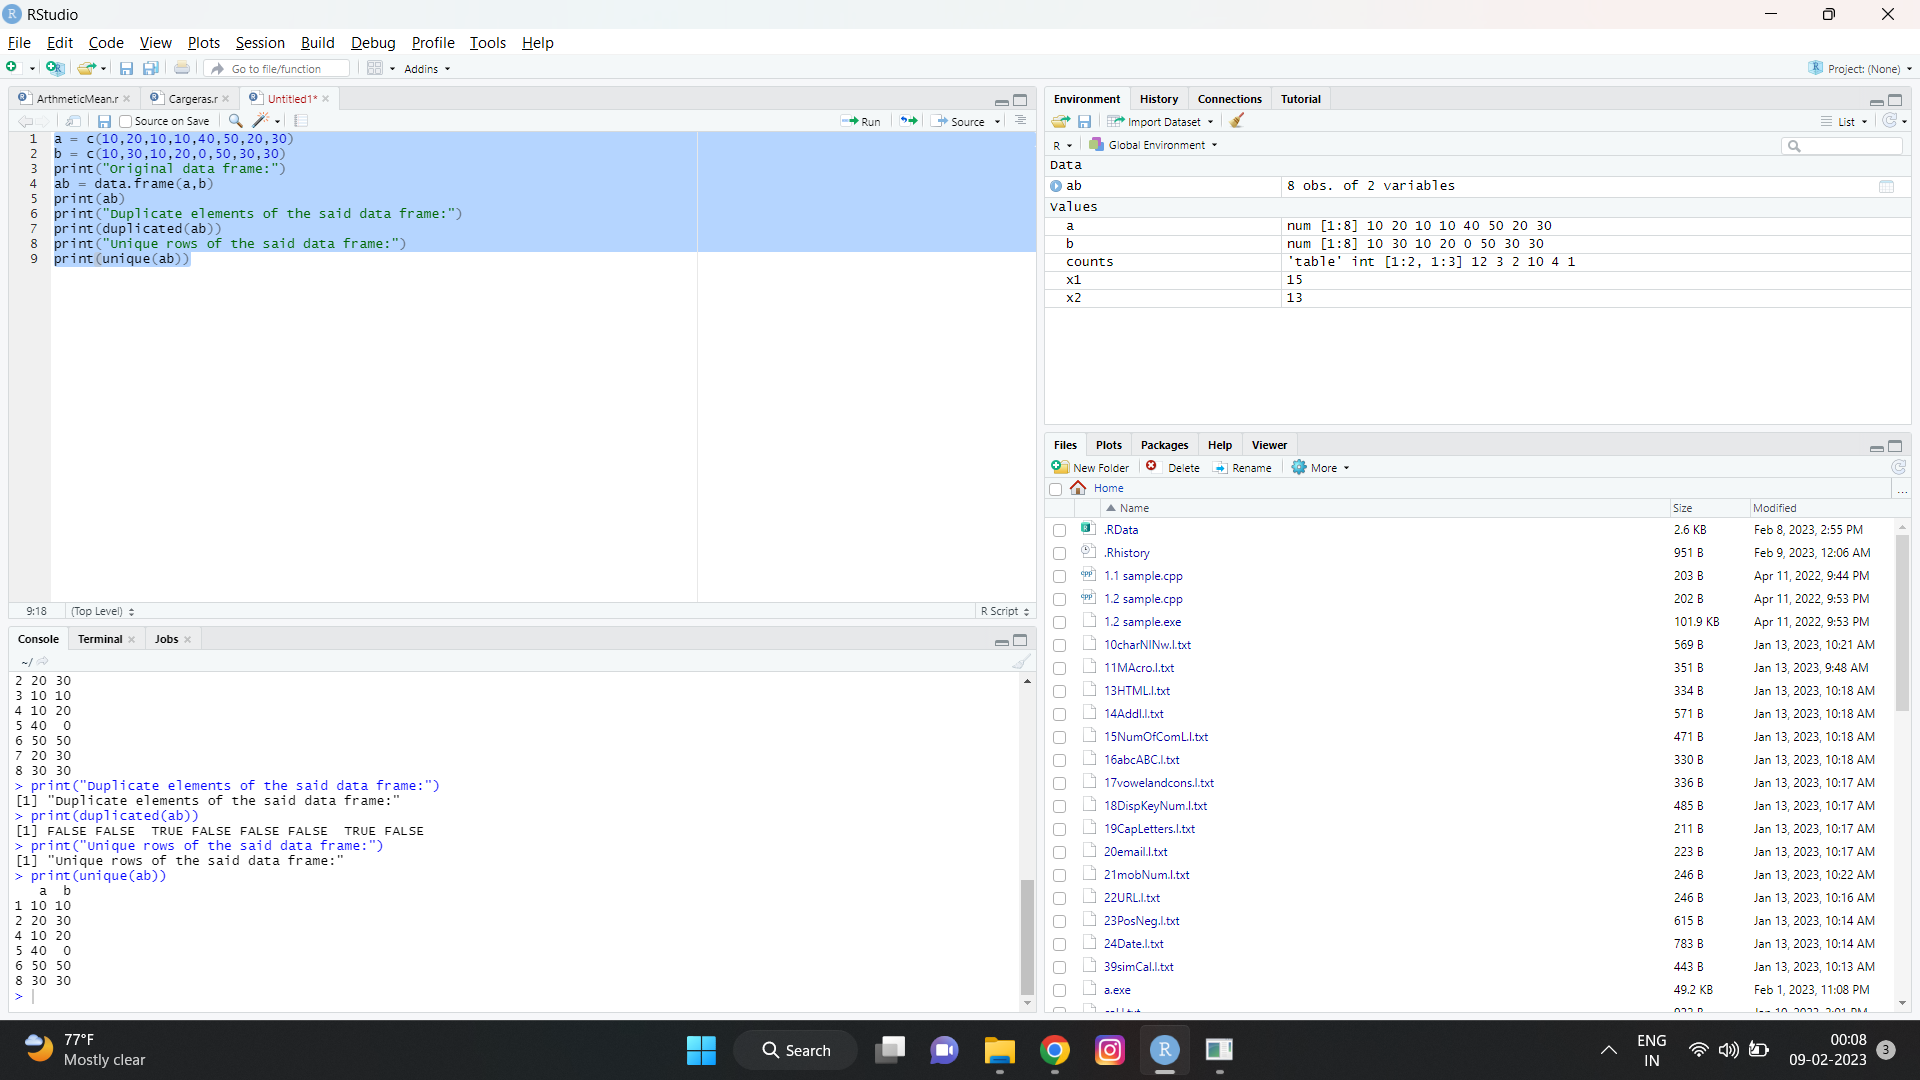 RStudio
File Edit Code View Plots Session Build Debug Profile Tools Help
Go to file/function Addins Project: (None)
ArthmeticMean.r Cargeras.r Untitled1*
Source on Save Run Source
1 a = c(10,20,10,10,40,50,20,30)
2 b = c(10,30,10,20,0,50,30,30)
3 print("Original data frame:")
4 ab = data.frame(a,b)
5 print(ab)
6 print("Duplicate elements of the said data frame:")
7 print(duplicated(ab))
8 print("Unique rows of the said data frame:")
9 print(unique(ab))
9:18 (Top Level) R Script
Console Terminal Jobs
~/
2 20 30
3 10 10
4 10 20
5 40 0
6 50 50
7 20 30
8 30 30
> print("Duplicate elements of the said data frame:")
[1] "Duplicate elements of the said data frame:"
> print(duplicated(ab))
[1] FALSE FALSE TRUE FALSE FALSE FALSE TRUE FALSE
> print("Unique rows of the said data frame:")
[1] "Unique rows of the said data frame:"
> print(unique(ab))
a b
1 10 10
2 20 30
4 10 20
5 40 0
6 50 50
8 30 30
>
Environment History Connections Tutorial
Import Dataset List
R Global Environment
Data
ab 8 obs. of 2 variables
Values
a num [1:8] 10 20 10 10 40 50 20 30
b num [1:8] 10 30 10 20 0 50 30 30
counts 'table' int [1:2, 1:3] 12 3 2 10 4 1
x1 15
x2 13
Files Plots Packages Help Viewer
New Folder Delete Rename More
Home ...
Name Size Modified
.RData 2.6 KB Feb 8, 2023, 2:55 PM
.Rhistory 951 B Feb 9, 2023, 12:06 AM
1.1 sample.cpp 203 B Apr 11, 2022, 9:44 PM
1.2 sample.cpp 202 B Apr 11, 2022, 9:53 PM
1.2 sample.exe 101.9 KB Apr 11, 2022, 9:53 PM
10charNlNw.l.txt 569 B Jan 13, 2023, 10:21 AM
11MAcro.l.txt 351 B Jan 13, 2023, 9:48 AM
13HTML.l.txt 334 B Jan 13, 2023, 10:18 AM
14Addl.l.txt 571 B Jan 13, 2023, 10:18 AM
15NumOfComL.l.txt 471 B Jan 13, 2023, 10:18 AM
16abcABC.l.txt 330 B Jan 13, 2023, 10:18 AM
17vowelandcons.l.txt 336 B Jan 13, 2023, 10:17 AM
18DispKeyNum.l.txt 485 B Jan 13, 2023, 10:17 AM
19CapLetters.l.txt 211 B Jan 13, 2023, 10:17 AM
20email.l.txt 223 B Jan 13, 2023, 10:17 AM
21mobNum.l.txt 246 B Jan 13, 2023, 10:22 AM
22URL.l.txt 246 B Jan 13, 2023, 10:16 AM
23PosNeg.l.txt 615 B Jan 13, 2023, 10:14 AM
24Date.l.txt 783 B Jan 13, 2023, 10:14 AM
39simCal.l.txt 443 B Jan 13, 2023, 10:13 AM
a.exe 49.2 KB Feb 1, 2023, 11:08 PM
77°F
Mostly clear
Search
ENG
IN
00:08
09-02-2023
3